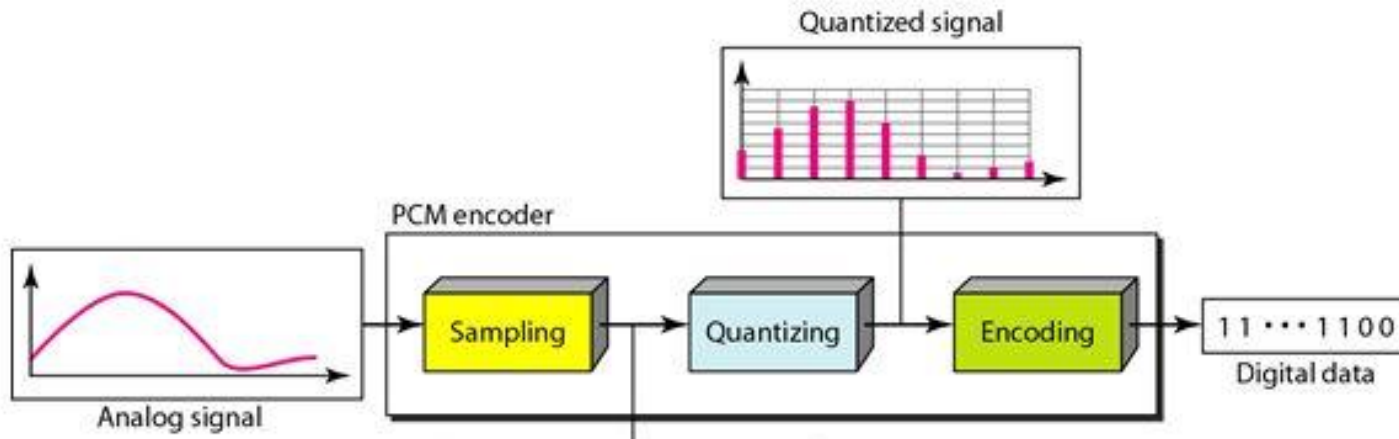 Quantized signal
PCM encoder
Sampling
Quantizing
Encoding
11 ••• 1100
Digital data
Analog signal